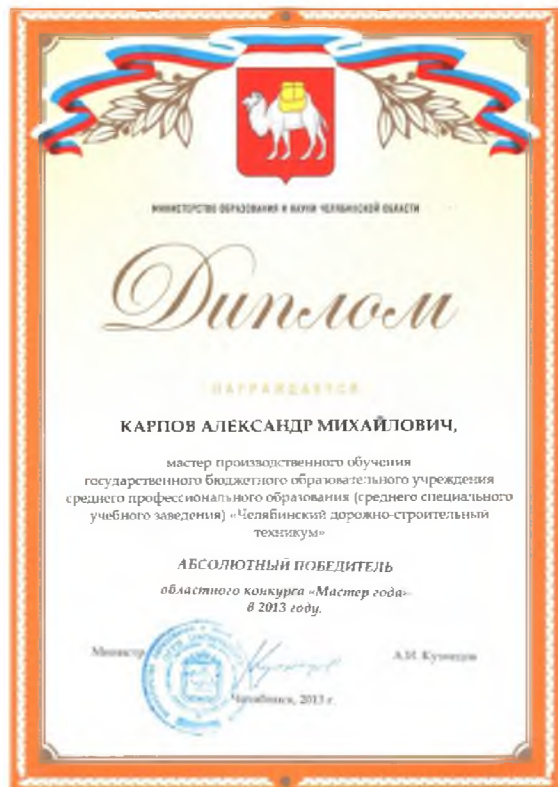 МИНИСТЕРСТВО ОБРАЗОВАНИЯ И НАУКИ ЧЕЛЯБИНСКОЙ ОБЛАСТИ
Диплом
НАГРАЖДАЕТСЯ
КАРПОВ АЛЕКСАНДР МИХАЙЛОВИЧ,
мастер производственного обучения
государственного бюджетного образовательного учреждения
среднего профессионального образования (среднего специального
учебного заведения) «Челябинский дорожно-строительный
техникум»
АБСОЛЮТНЫЙ ПОБЕДИТЕЛЬ
областного конкурса «Мастер года»
в 2013 году.
Министр А.И. Кузнецов
Челябинск, 2013 г.